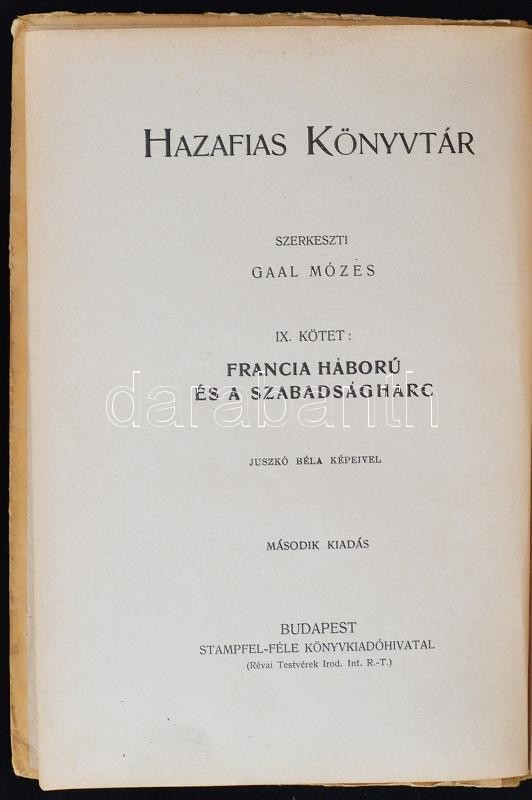 HAZAFIAS KÖNYVTÁR
SZERKESZTI
GAAL MÓZES
IX. KÖTET:
FRANCIA HÁBORÚ
ÉS A SZABADSÁGHARC
darabanth
JUSZKÓ BÉLA KÉPEIVEL
MÁSODIK KIADÁS
BUDAPEST
STAMPFEL-FÉLE KÖNYVKIADÓHIVATAL
(Révai Testvérek Irod. Int. R.-T.)